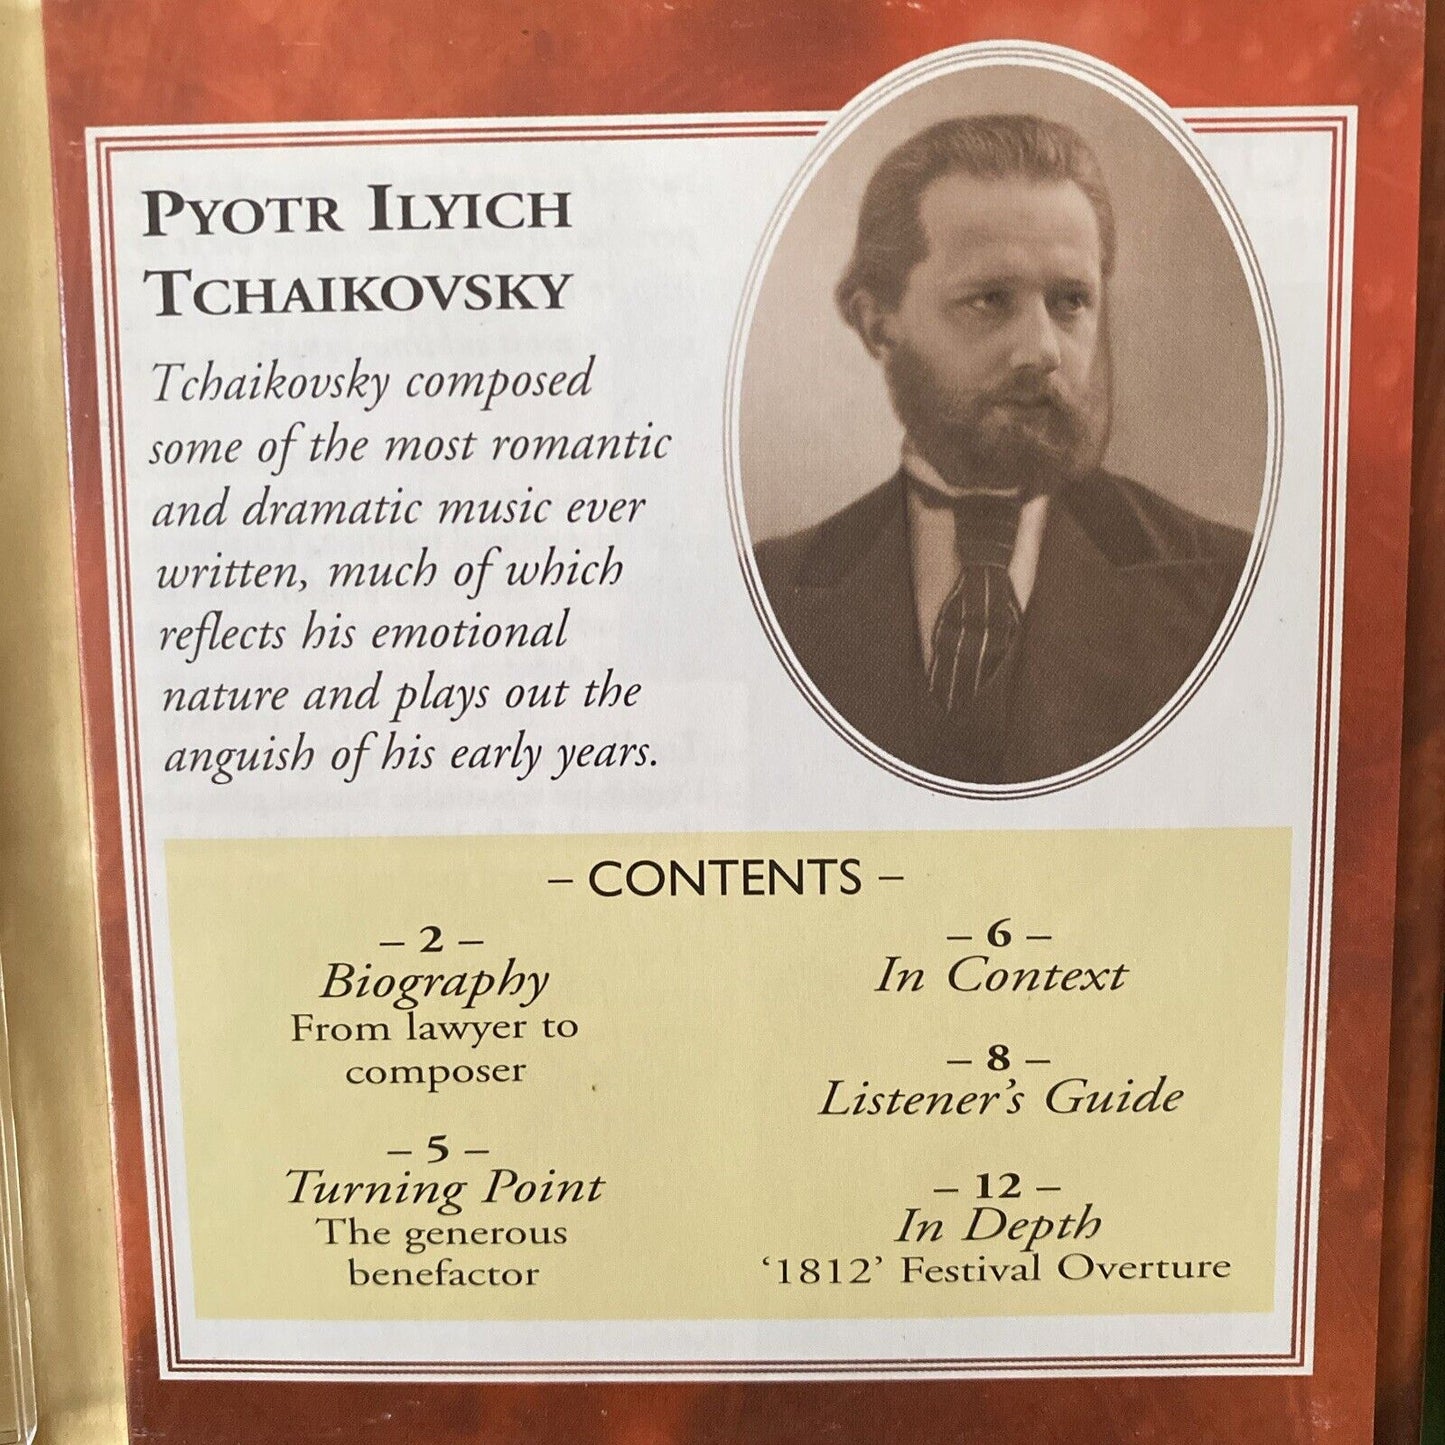 PYOTR ILYICH
TCHAIKOVSKY
Tchaikovsky composed
some of the most romantic
and dramatic music ever
written, much of which
reflects his emotional
nature and plays out the
anguish of his early years.
– CONTENTS –
– 2 –
Biography
From lawyer to
composer
– 5 –
Turning Point
The generous
benefactor
– 6 –
In Context
– 8 –
Listener’s Guide
– 12 –
In Depth
‘1812’ Festival Overture